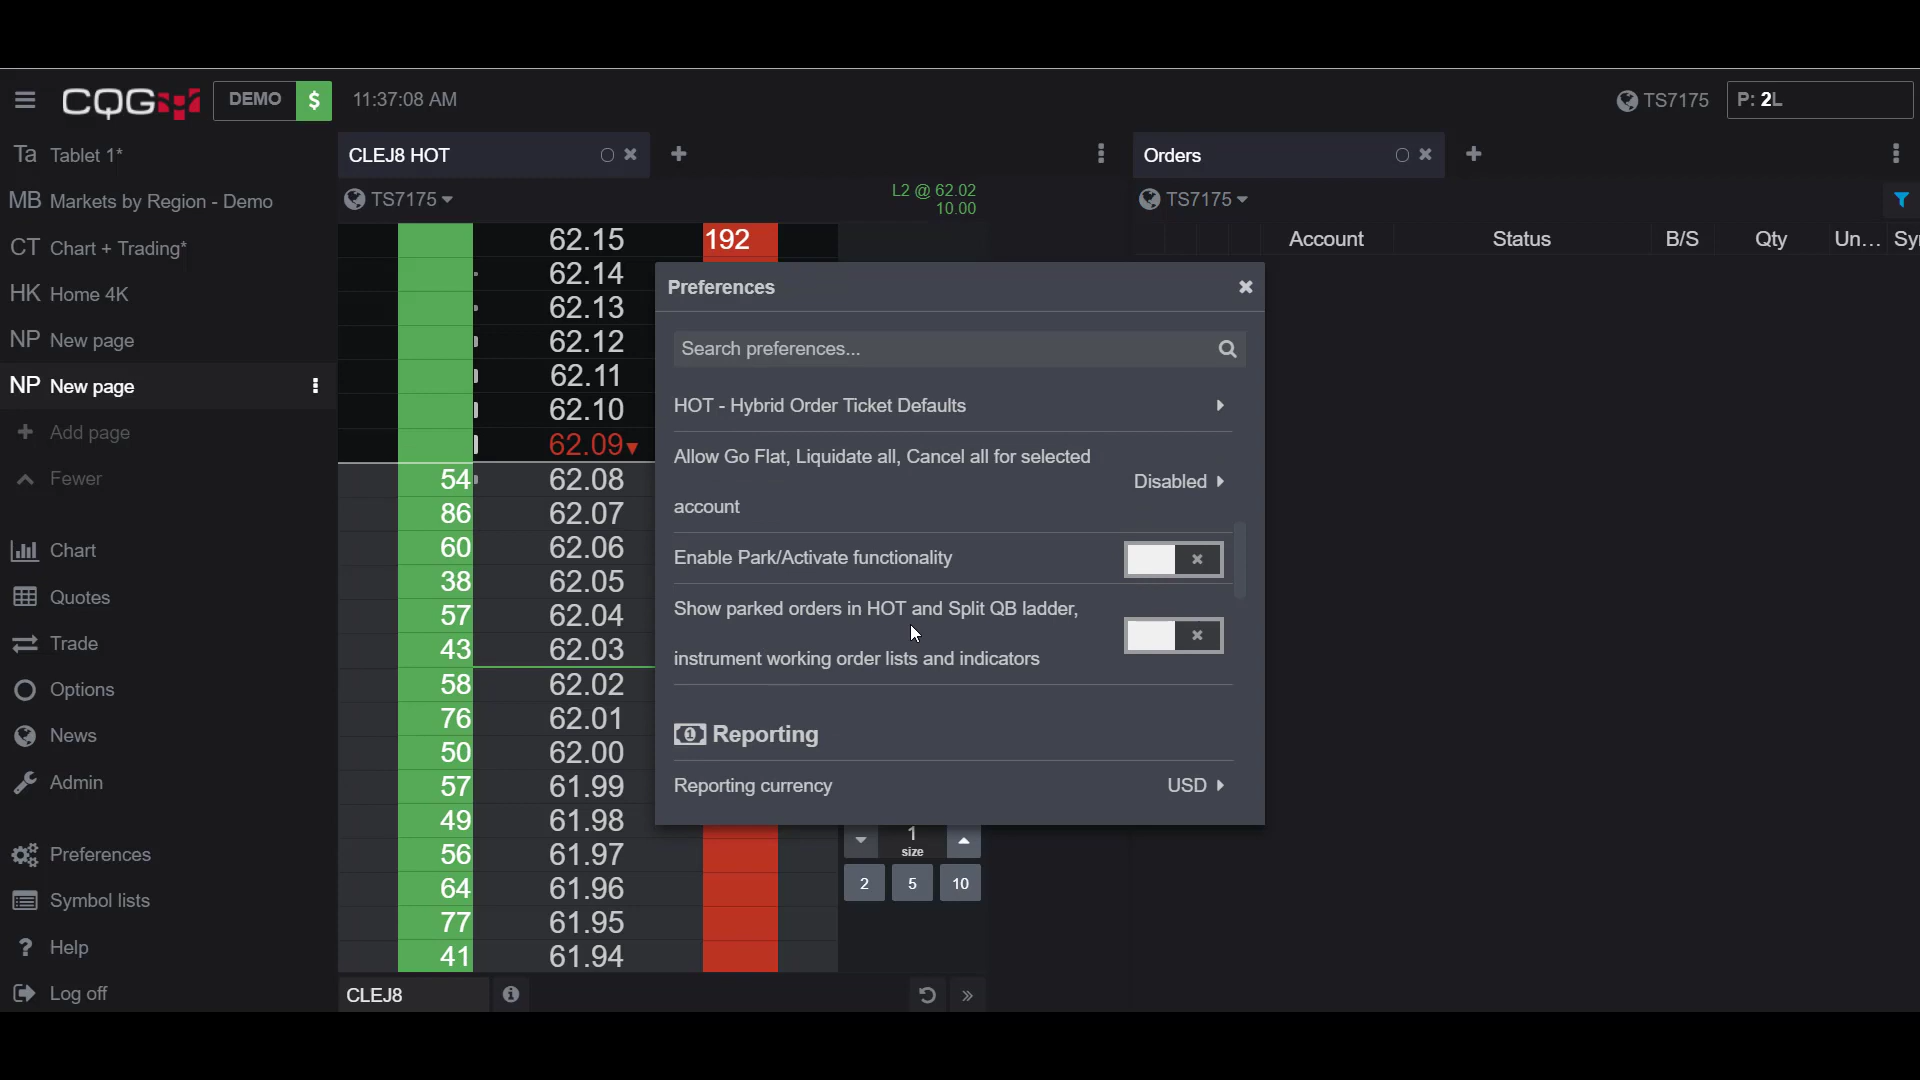 CQG DEMO $ 11:37:08 AM TS7175 P: 2L
Ta Tablet 1*
MB Markets by Region - Demo
CT Chart + Trading*
HK Home 4K
NP New page
NP New page
+ Add page
Fewer
Chart
Quotes
Trade
Options
News
Admin
Preferences
Symbol lists
? Help
Log off
CLEJ8 HOT
TS7175
L2 @ 62.02
10.00
62.15 192
62.14
62.13
62.12
62.11
62.10
62.09
54 62.08
86 62.07
60 62.06
38 62.05
57 62.04
43 62.03
58 62.02
76 62.01
50 62.00
57 61.99
49 61.98
56 61.97
64 61.96
77 61.95
41 61.94
1
size
2 5 10
CLEJ8
Preferences
Search preferences...
HOT - Hybrid Order Ticket Defaults
Allow Go Flat, Liquidate all, Cancel all for selected
account
Disabled
Enable Park/Activate functionality
Show parked orders in HOT and Split QB ladder,
instrument working order lists and indicators
Reporting
Reporting currency USD
Orders
TS7175
Account Status B/S Qty Un... Sy